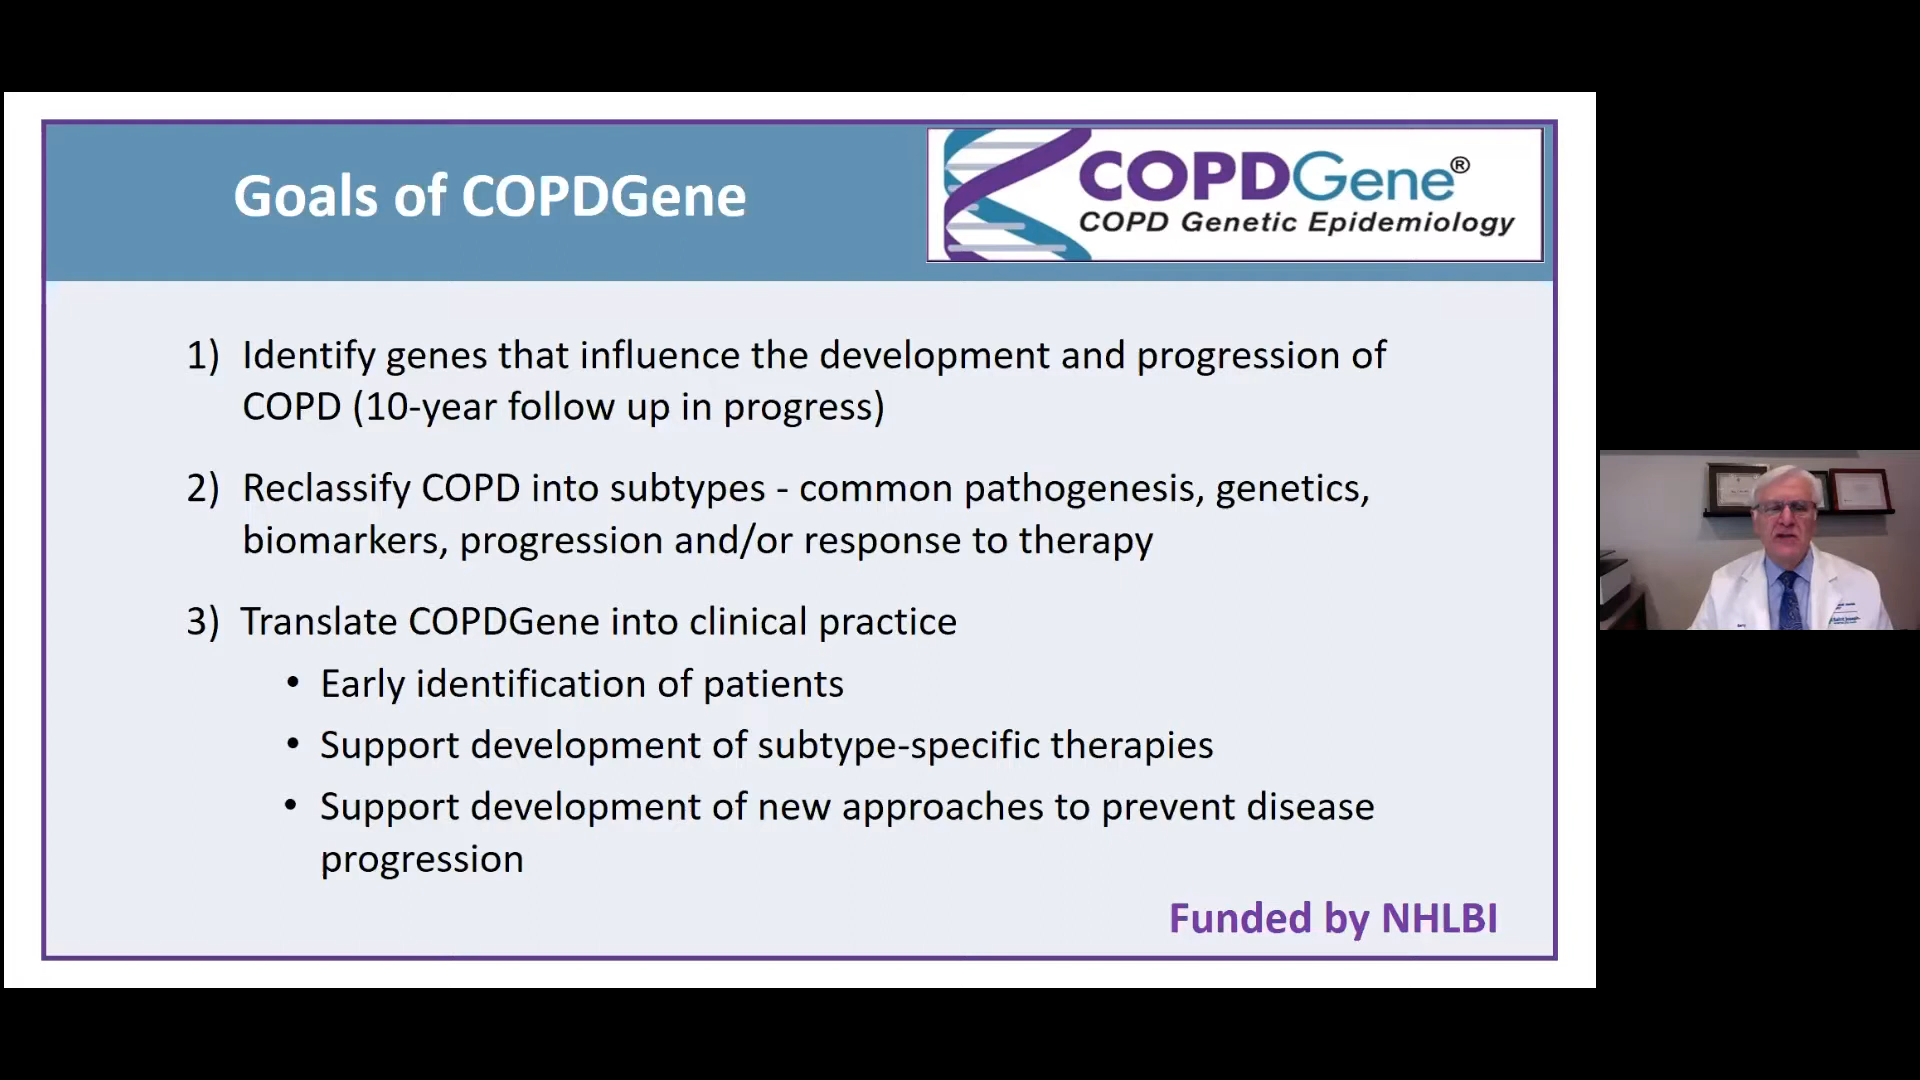 Goals of COPDGene
COPDGene®
COPD Genetic Epidemiology
1) Identify genes that influence the development and progression of
COPD (10-year follow up in progress)
2) Reclassify COPD into subtypes - common pathogenesis, genetics,
biomarkers, progression and/or response to therapy
3) Translate COPDGene into clinical practice
• Early identification of patients
• Support development of subtype-specific therapies
• Support development of new approaches to prevent disease
progression
Funded by NHLBI